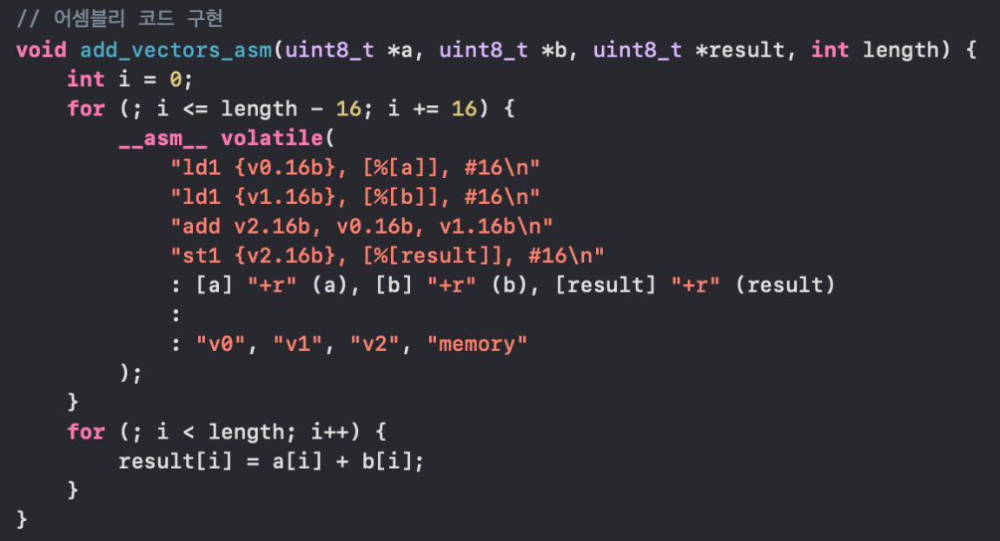 // 어셈블리 코드 구현
void add_vectors_asm(uint8_t *a, uint8_t *b, uint8_t *result, int length) {
    int i = 0;
    for (; i <= length - 16; i += 16) {
        __asm__ volatile(
            "ld1 {v0.16b}, [%[a]], #16\n"
            "ld1 {v1.16b}, [%[b]], #16\n"
            "add v2.16b, v0.16b, v1.16b\n"
            "st1 {v2.16b}, [%[result]], #16\n"
            : [a] "+r" (a), [b] "+r" (b), [result] "+r" (result)
            :
            : "v0", "v1", "v2", "memory"
        );
    }
    for (; i < length; i++) {
        result[i] = a[i] + b[i];
    }
}